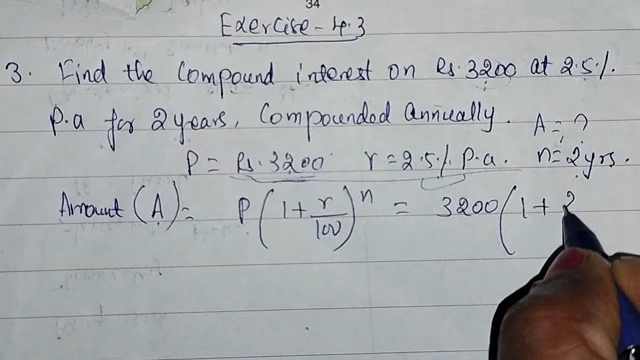 34
Exercise - 4.3
3. Find the Compound interest on Rs. 3200 at 2.5%.
p.a for 2 years, Compounded Annually. A = ?
P = Rs. 3200 r = 2.5% p.a. n = 2 yrs.
Amount (A) = P(1 + r/100)^n = 3200(1 + 2